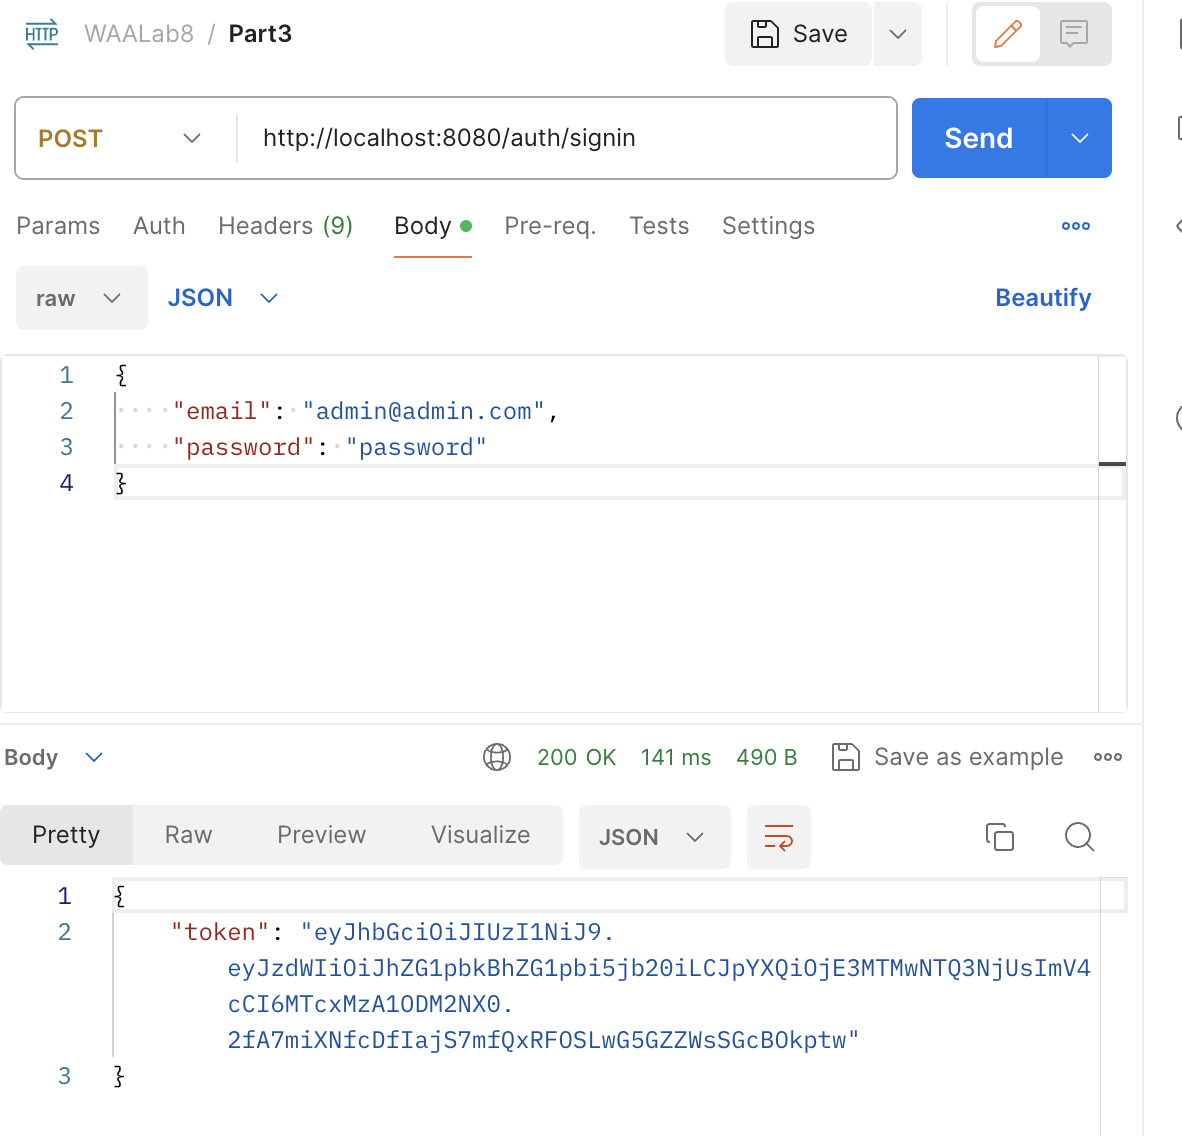 HTTP WAALab8 / Part3 Save
POST http://localhost:8080/auth/signin Send
Params Auth Headers (9) Body Pre-req. Tests Settings
raw JSON Beautify
1 {
2 "email": "admin@admin.com",
3 "password": "password"
4 }
Body 200 OK 141 ms 490 B Save as example
Pretty Raw Preview Visualize JSON
1 {
2 "token": "eyJhbGciOiJIUzI1NiJ9.
eyJzdWIiOiJhZG1pbkBhZG1pbi5jb20iLCJpYXQiOjE3MTMwNTQ3NjUsImV4
cCI6MTcxMzA1ODM2NX0.
2fA7miXNfcDfIajS7mfQxRFOSLwG5GZZWsSGcBOkptw"
3 }